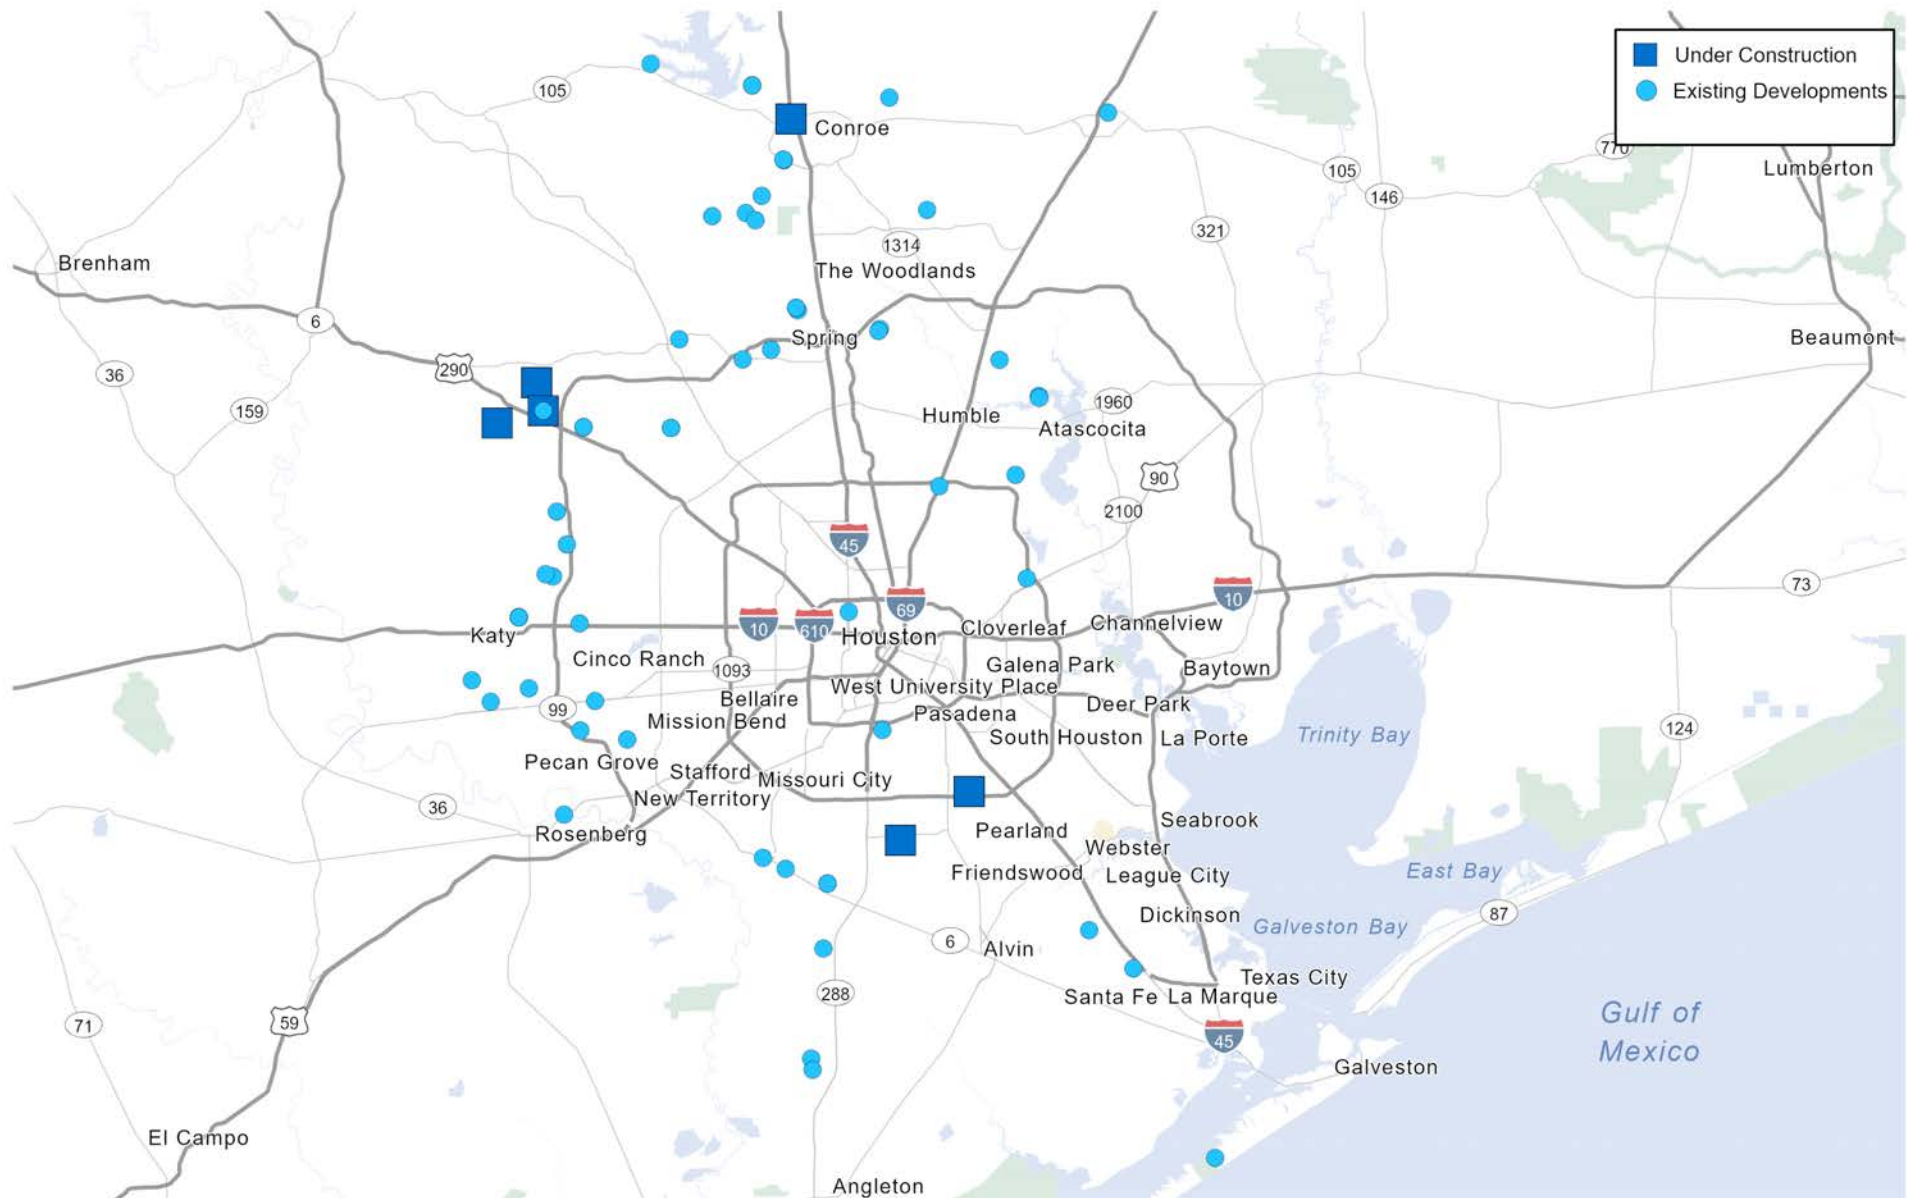 Under Construction
Existing Developments
105
Conroe
770
105
Lumberton
146
321
1314
Brenham
The Woodlands
6
Spring
Beaumont
290
36
159
1960
Humble
Atascocita
90
2100
45
73
10
69
10
610
Katy
Houston
Cloverleaf
Channelview
Cinco Ranch
1093
Galena Park
Baytown
West University Place
Bellaire
99
Deer Park
Mission Bend
Pasadena
124
South Houston
La Porte
Trinity Bay
Pecan Grove
Stafford
Missouri City
New Territory
36
Seabrook
Rosenberg
Pearland
Webster
Friendswood
League City
East Bay
Dickinson
87
Galveston Bay
6
Alvin
Texas City
288
Santa Fe
La Marque
Gulf of
Mexico
71
59
45
Galveston
El Campo
Angleton